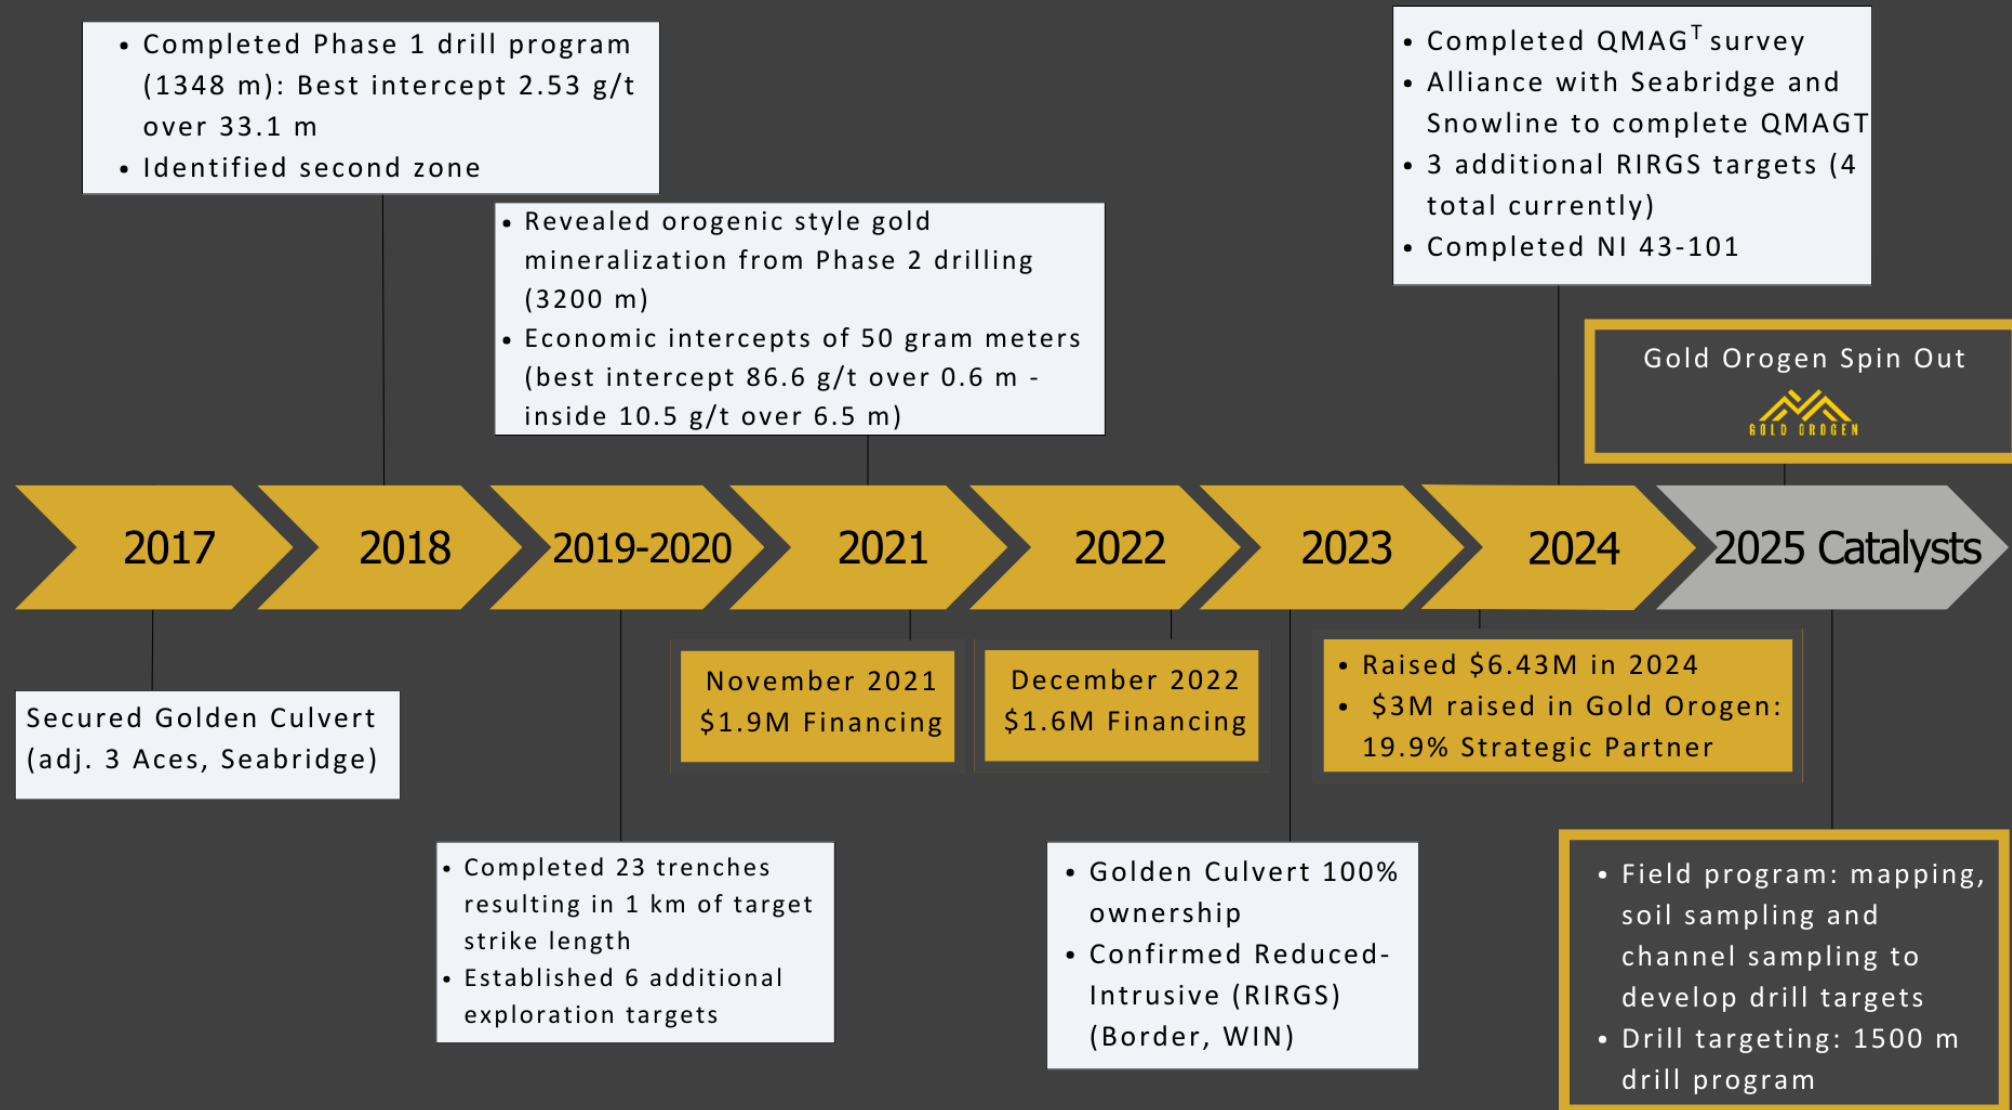 • Completed Phase 1 drill program
(1348 m): Best intercept 2.53 g/t
over 33.1 m
• Identified second zone
• Revealed orogenic style gold
mineralization from Phase 2 drilling
(3200 m)
• Economic intercepts of 50 gram meters
(best intercept 86.6 g/t over 0.6 m -
inside 10.5 g/t over 6.5 m)
• Completed QMAGᵀ survey
• Alliance with Seabridge and
Snowline to complete QMAGT
• 3 additional RIRGS targets (4
total currently)
• Completed NI 43-101
Gold Orogen Spin Out
GOLD OROGEN
2017
2018
2019-2020
2021
2022
2023
2024
2025 Catalysts
Secured Golden Culvert
(adj. 3 Aces, Seabridge)
November 2021
$1.9M Financing
December 2022
$1.6M Financing
• Raised $6.43M in 2024
• $3M raised in Gold Orogen:
19.9% Strategic Partner
• Completed 23 trenches
resulting in 1 km of target
strike length
• Established 6 additional
exploration targets
• Golden Culvert 100%
ownership
• Confirmed Reduced-
Intrusive (RIRGS)
(Border, WIN)
• Field program: mapping,
soil sampling and
channel sampling to
develop drill targets
• Drill targeting: 1500 m
drill program